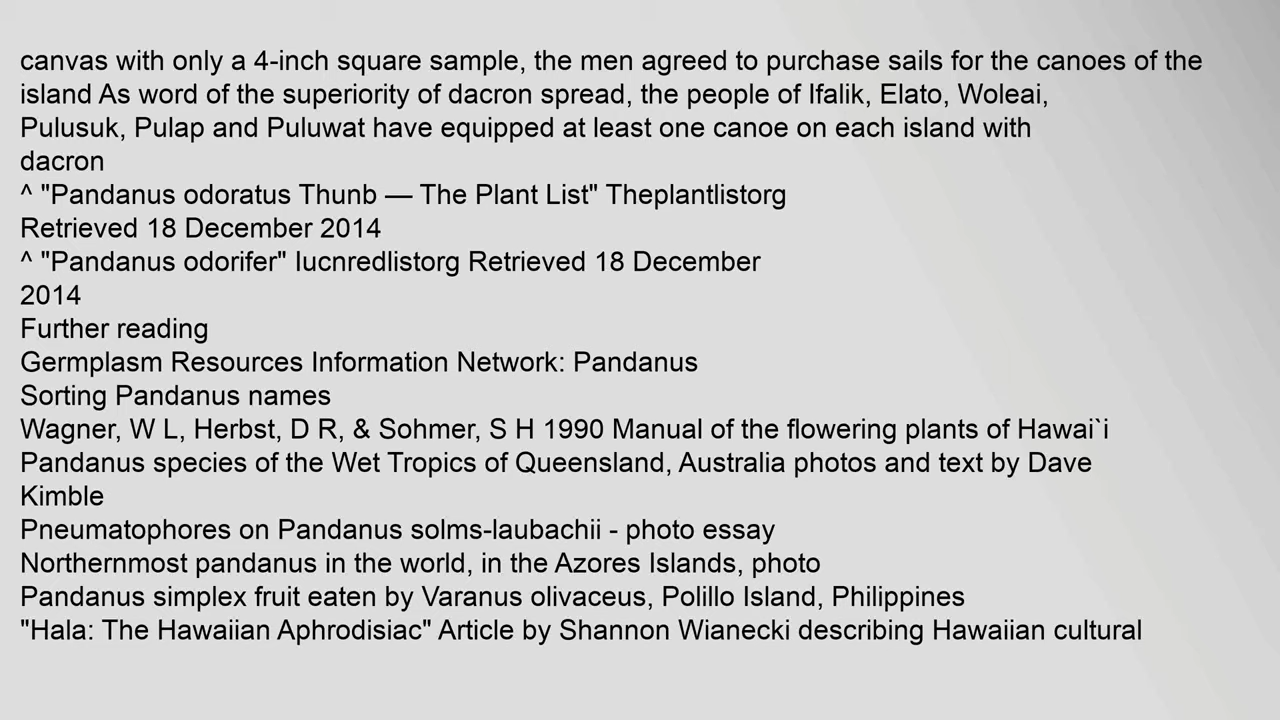 canvas with only a 4-inch square sample, the men agreed to purchase sails for the canoes of the
island As word of the superiority of dacron spread, the people of Ifalik, Elato, Woleai,
Pulusuk, Pulap and Puluwat have equipped at least one canoe on each island with
dacron
^ "Pandanus odoratus Thunb — The Plant List" Theplantlistorg
Retrieved 18 December 2014
^ "Pandanus odorifer" Iucnredlistorg Retrieved 18 December
2014
Further reading
Germplasm Resources Information Network: Pandanus
Sorting Pandanus names
Wagner, W L, Herbst, D R, & Sohmer, S H 1990 Manual of the flowering plants of Hawai`i
Pandanus species of the Wet Tropics of Queensland, Australia photos and text by Dave
Kimble
Pneumatophores on Pandanus solms-laubachii - photo essay
Northernmost pandanus in the world, in the Azores Islands, photo
Pandanus simplex fruit eaten by Varanus olivaceus, Polillo Island, Philippines
"Hala: The Hawaiian Aphrodisiac" Article by Shannon Wianecki describing Hawaiian cultural